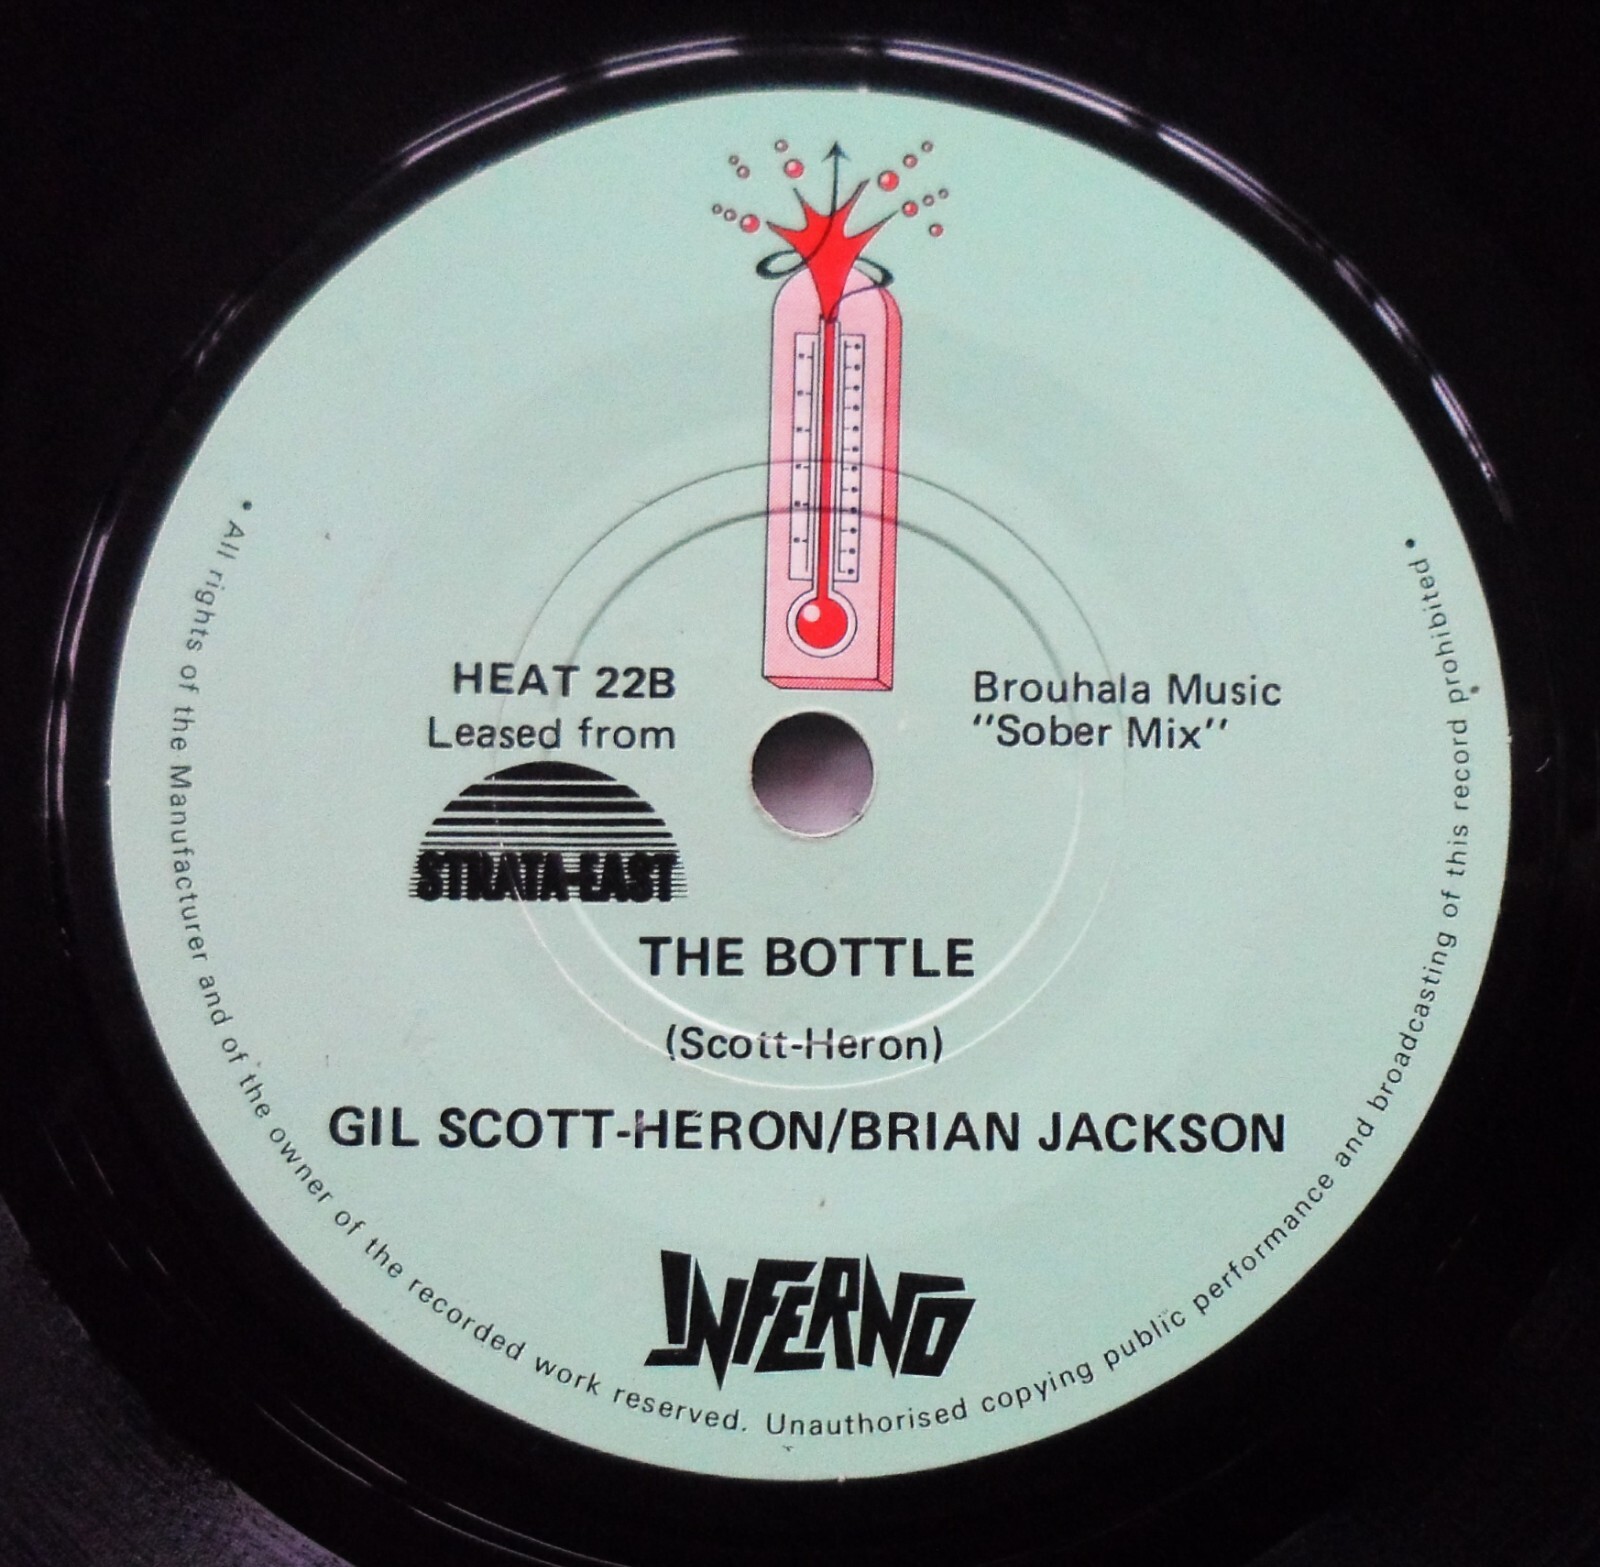 HEAT 22B
Leased from
STRATA-EAST
Brouhala Music
"Sober Mix"
THE BOTTLE
(Scott-Heron)
GIL SCOTT-HERON/BRIAN JACKSON
INFERNO
• All rights of the Manufacturer and of the owner of the recorded work reserved. Unauthorised copying public performance and broadcasting of this record prohibited •